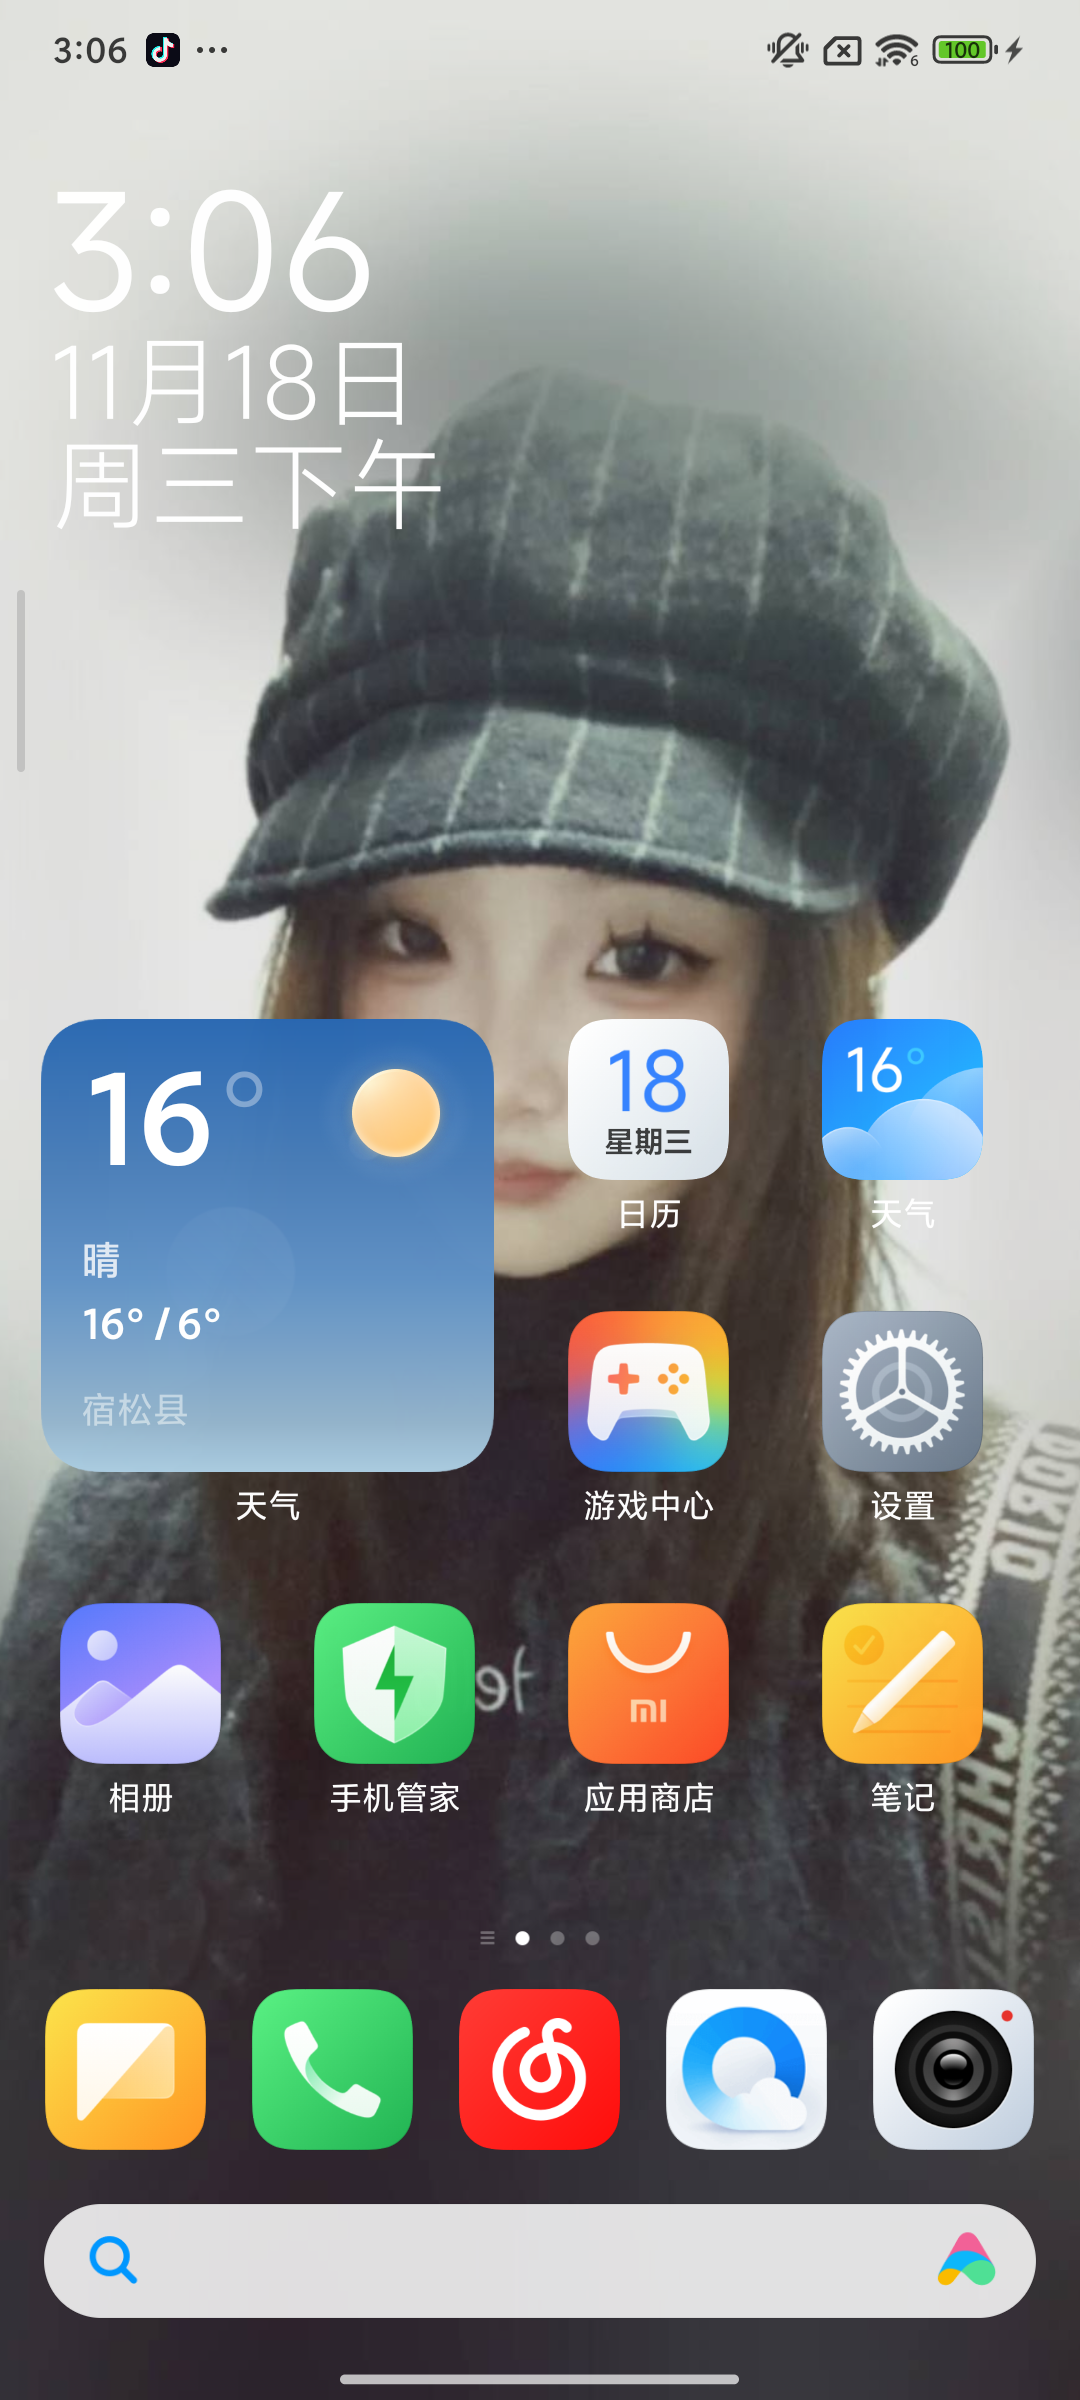 3:06
6
100
3:06
11月18日
周三下午
16°
晴
16° / 6°
宿松县
天气
18
星期三
日历
16°
天气
游戏中心
设置
相册
手机管家
mi
应用商店
笔记